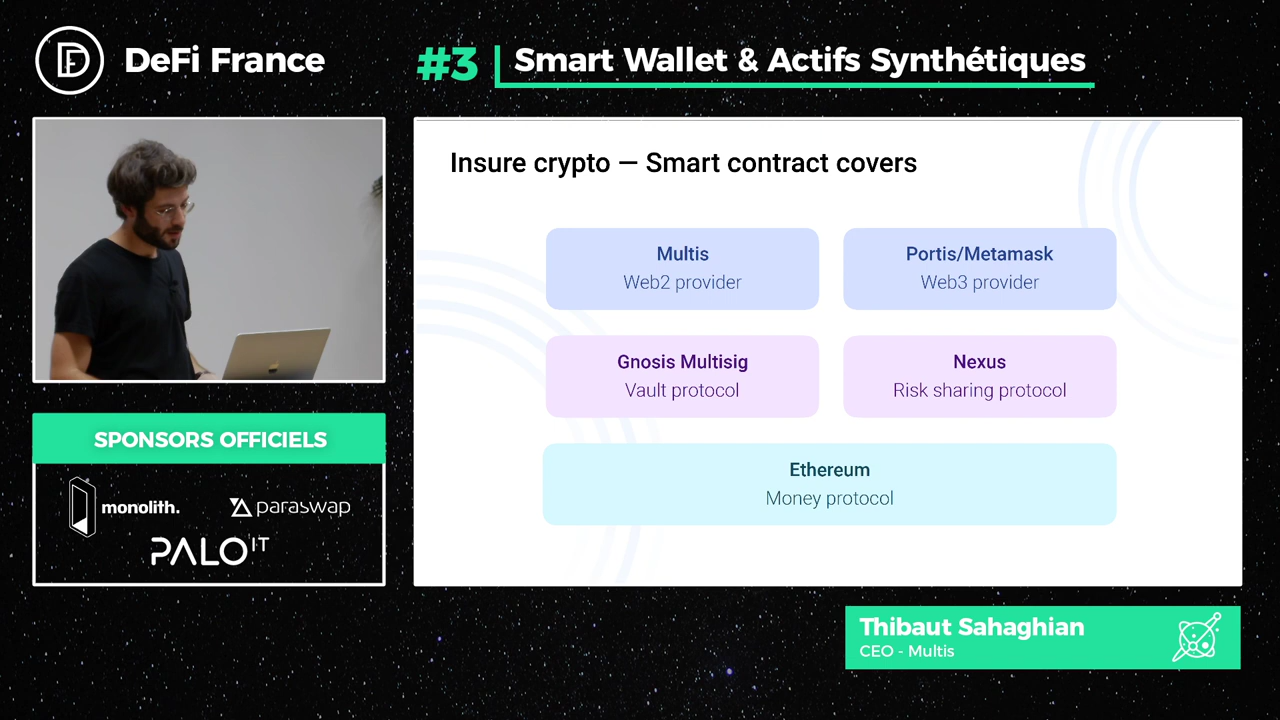 DeFi France
#3
Smart Wallet & Actifs Synthétiques
Insure crypto — Smart contract covers
Multis
Web2 provider
Portis/Metamask
Web3 provider
Gnosis Multisig
Vault protocol
Nexus
Risk sharing protocol
Ethereum
Money protocol
SPONSORS OFFICIELS
monolith.
paraswap
PALO IT
Thibaut Sahaghian
CEO - Multis